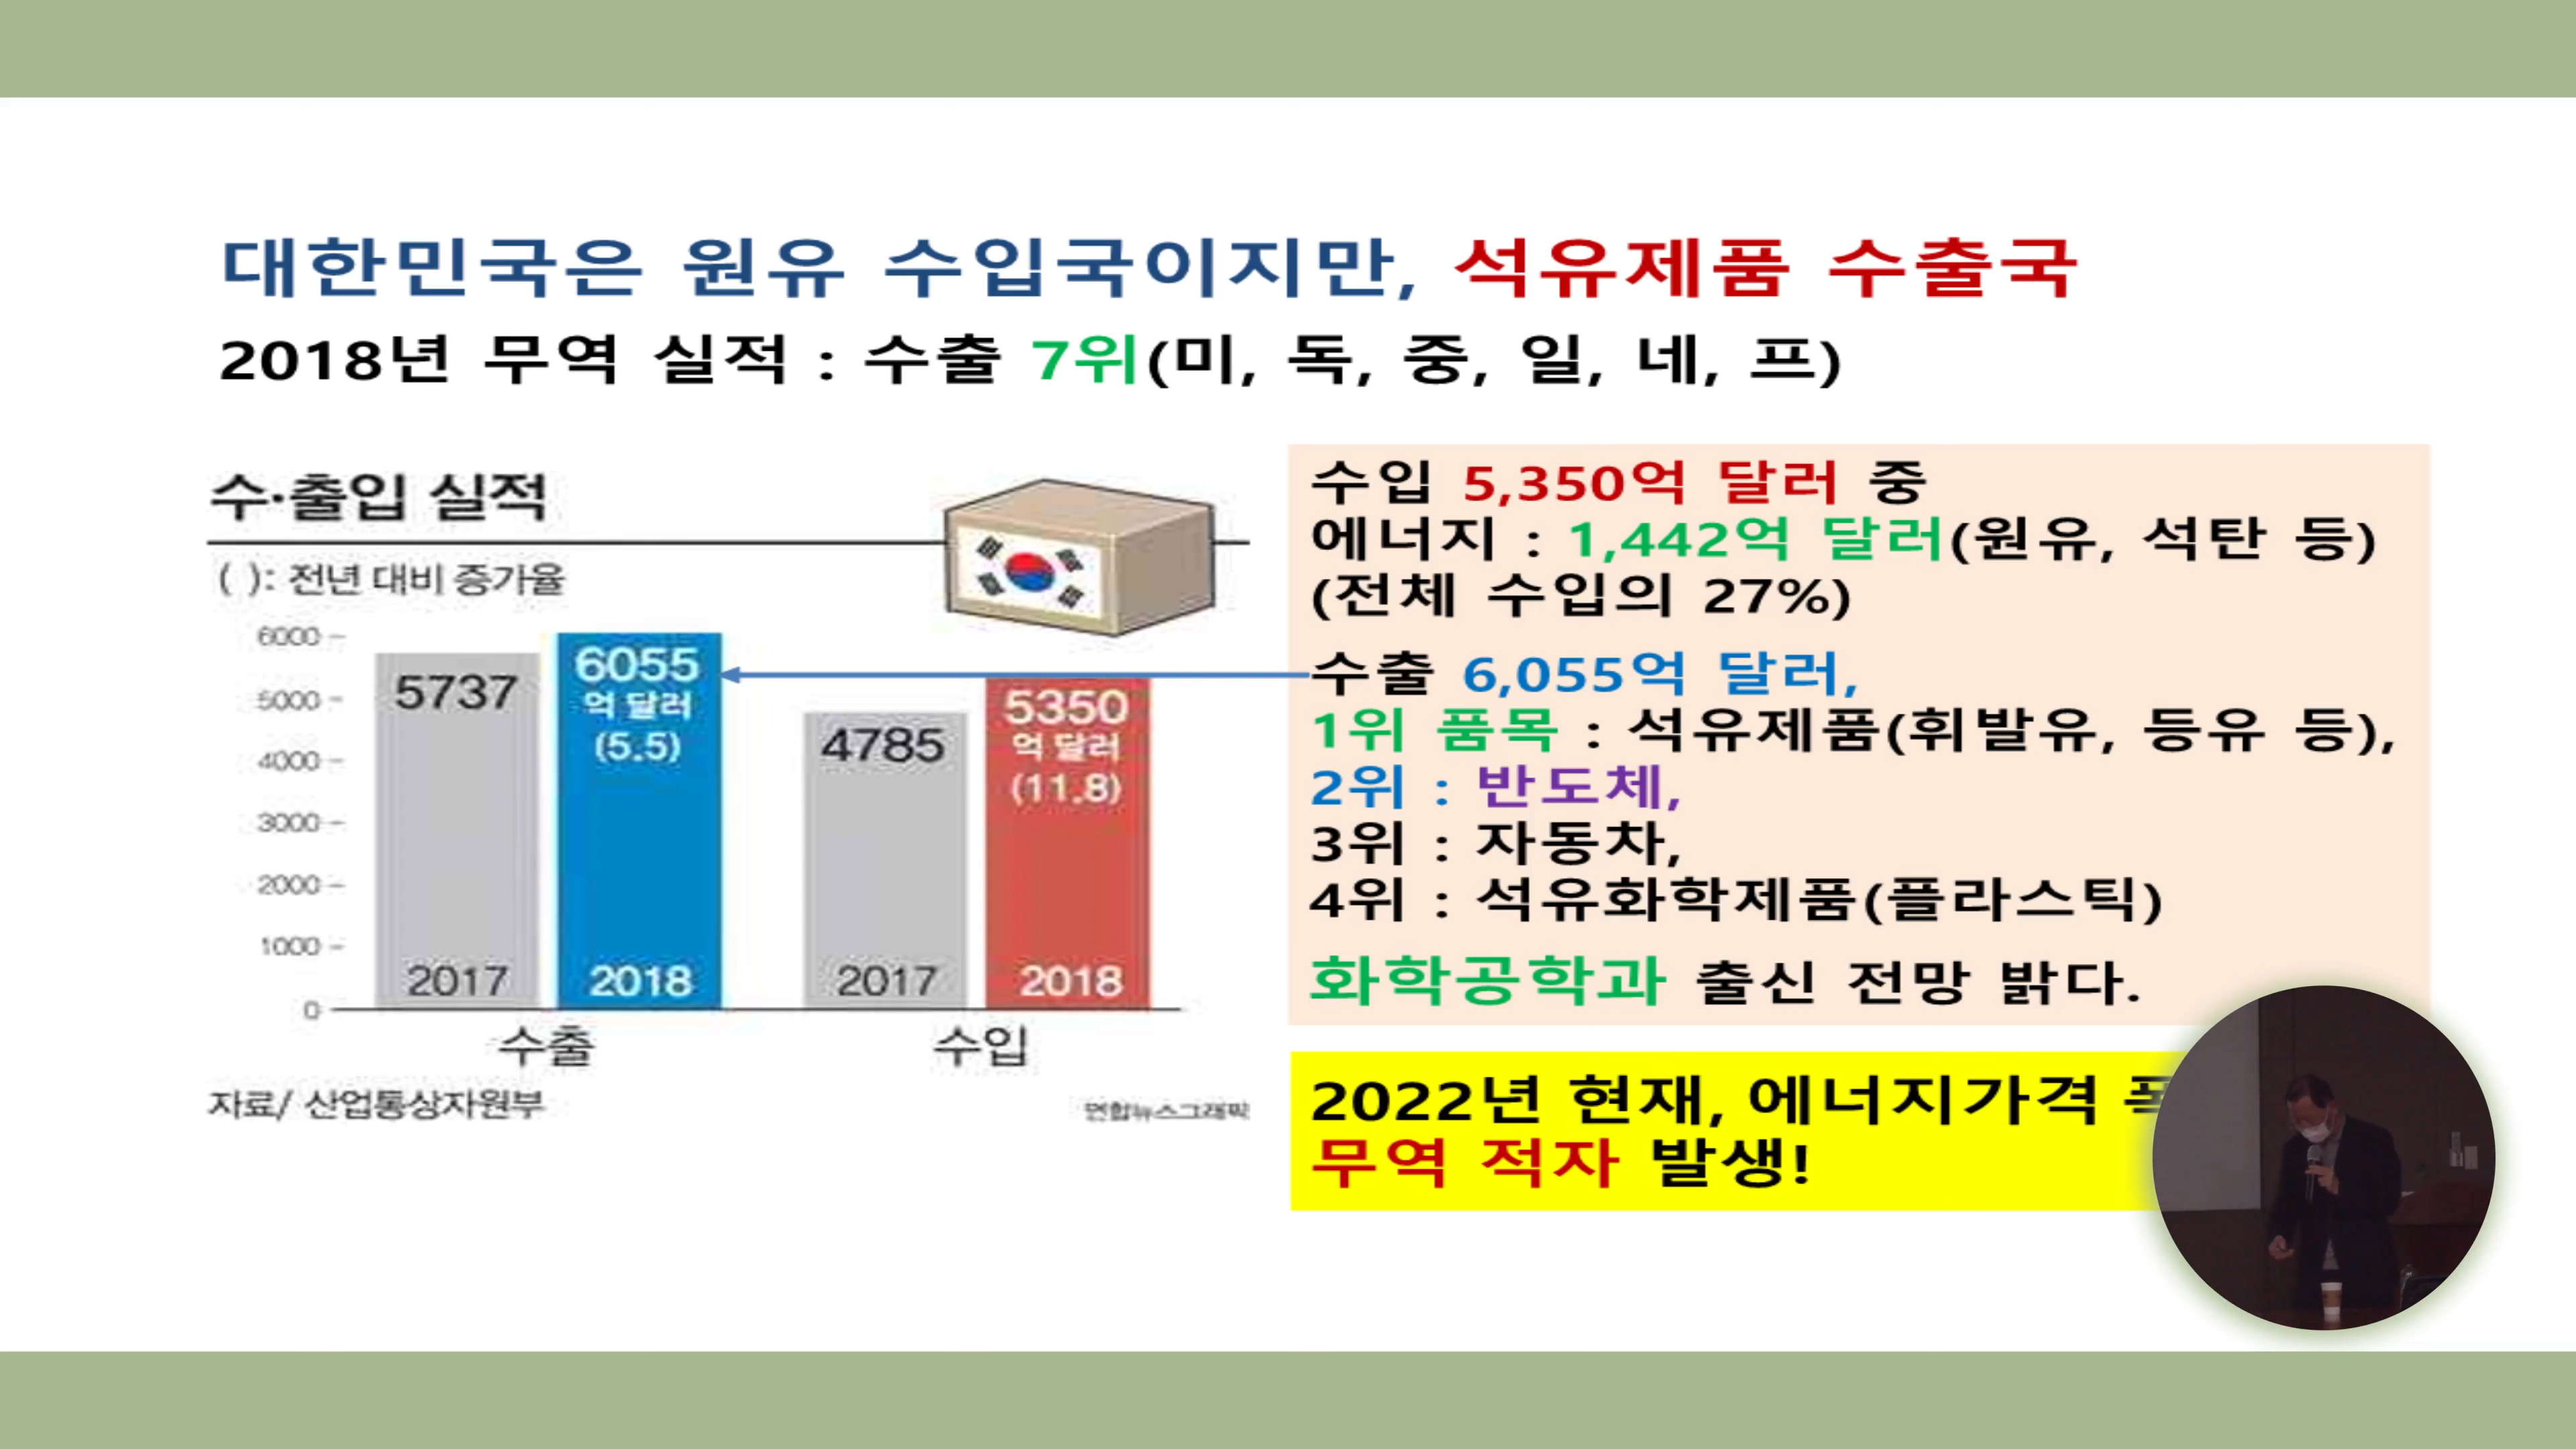 대한민국은 원유 수입국이지만, 석유제품 수출국
2018년 무역 실적 : 수출 7위(미, 독, 중, 일, 네, 프)
수·출입 실적
( ): 전년 대비 증가율
6000
5000
4000
3000
2000
1000
0
5737
2017
6055
억 달러
(5.5)
2018
4785
2017
5350
억 달러
(11.8)
2018
수출
수입
자료/ 산업통상자원부
연합뉴스그래픽
수입 5,350억 달러 중
에너지 : 1,442억 달러(원유, 석탄 등)
(전체 수입의 27%)
수출 6,055억 달러,
1위 품목 : 석유제품(휘발유, 등유 등),
2위 : 반도체,
3위 : 자동차,
4위 : 석유화학제품(플라스틱)
화학공학과 출신 전망 밝다.
2022년 현재, 에너지가격
무역 적자 발생!